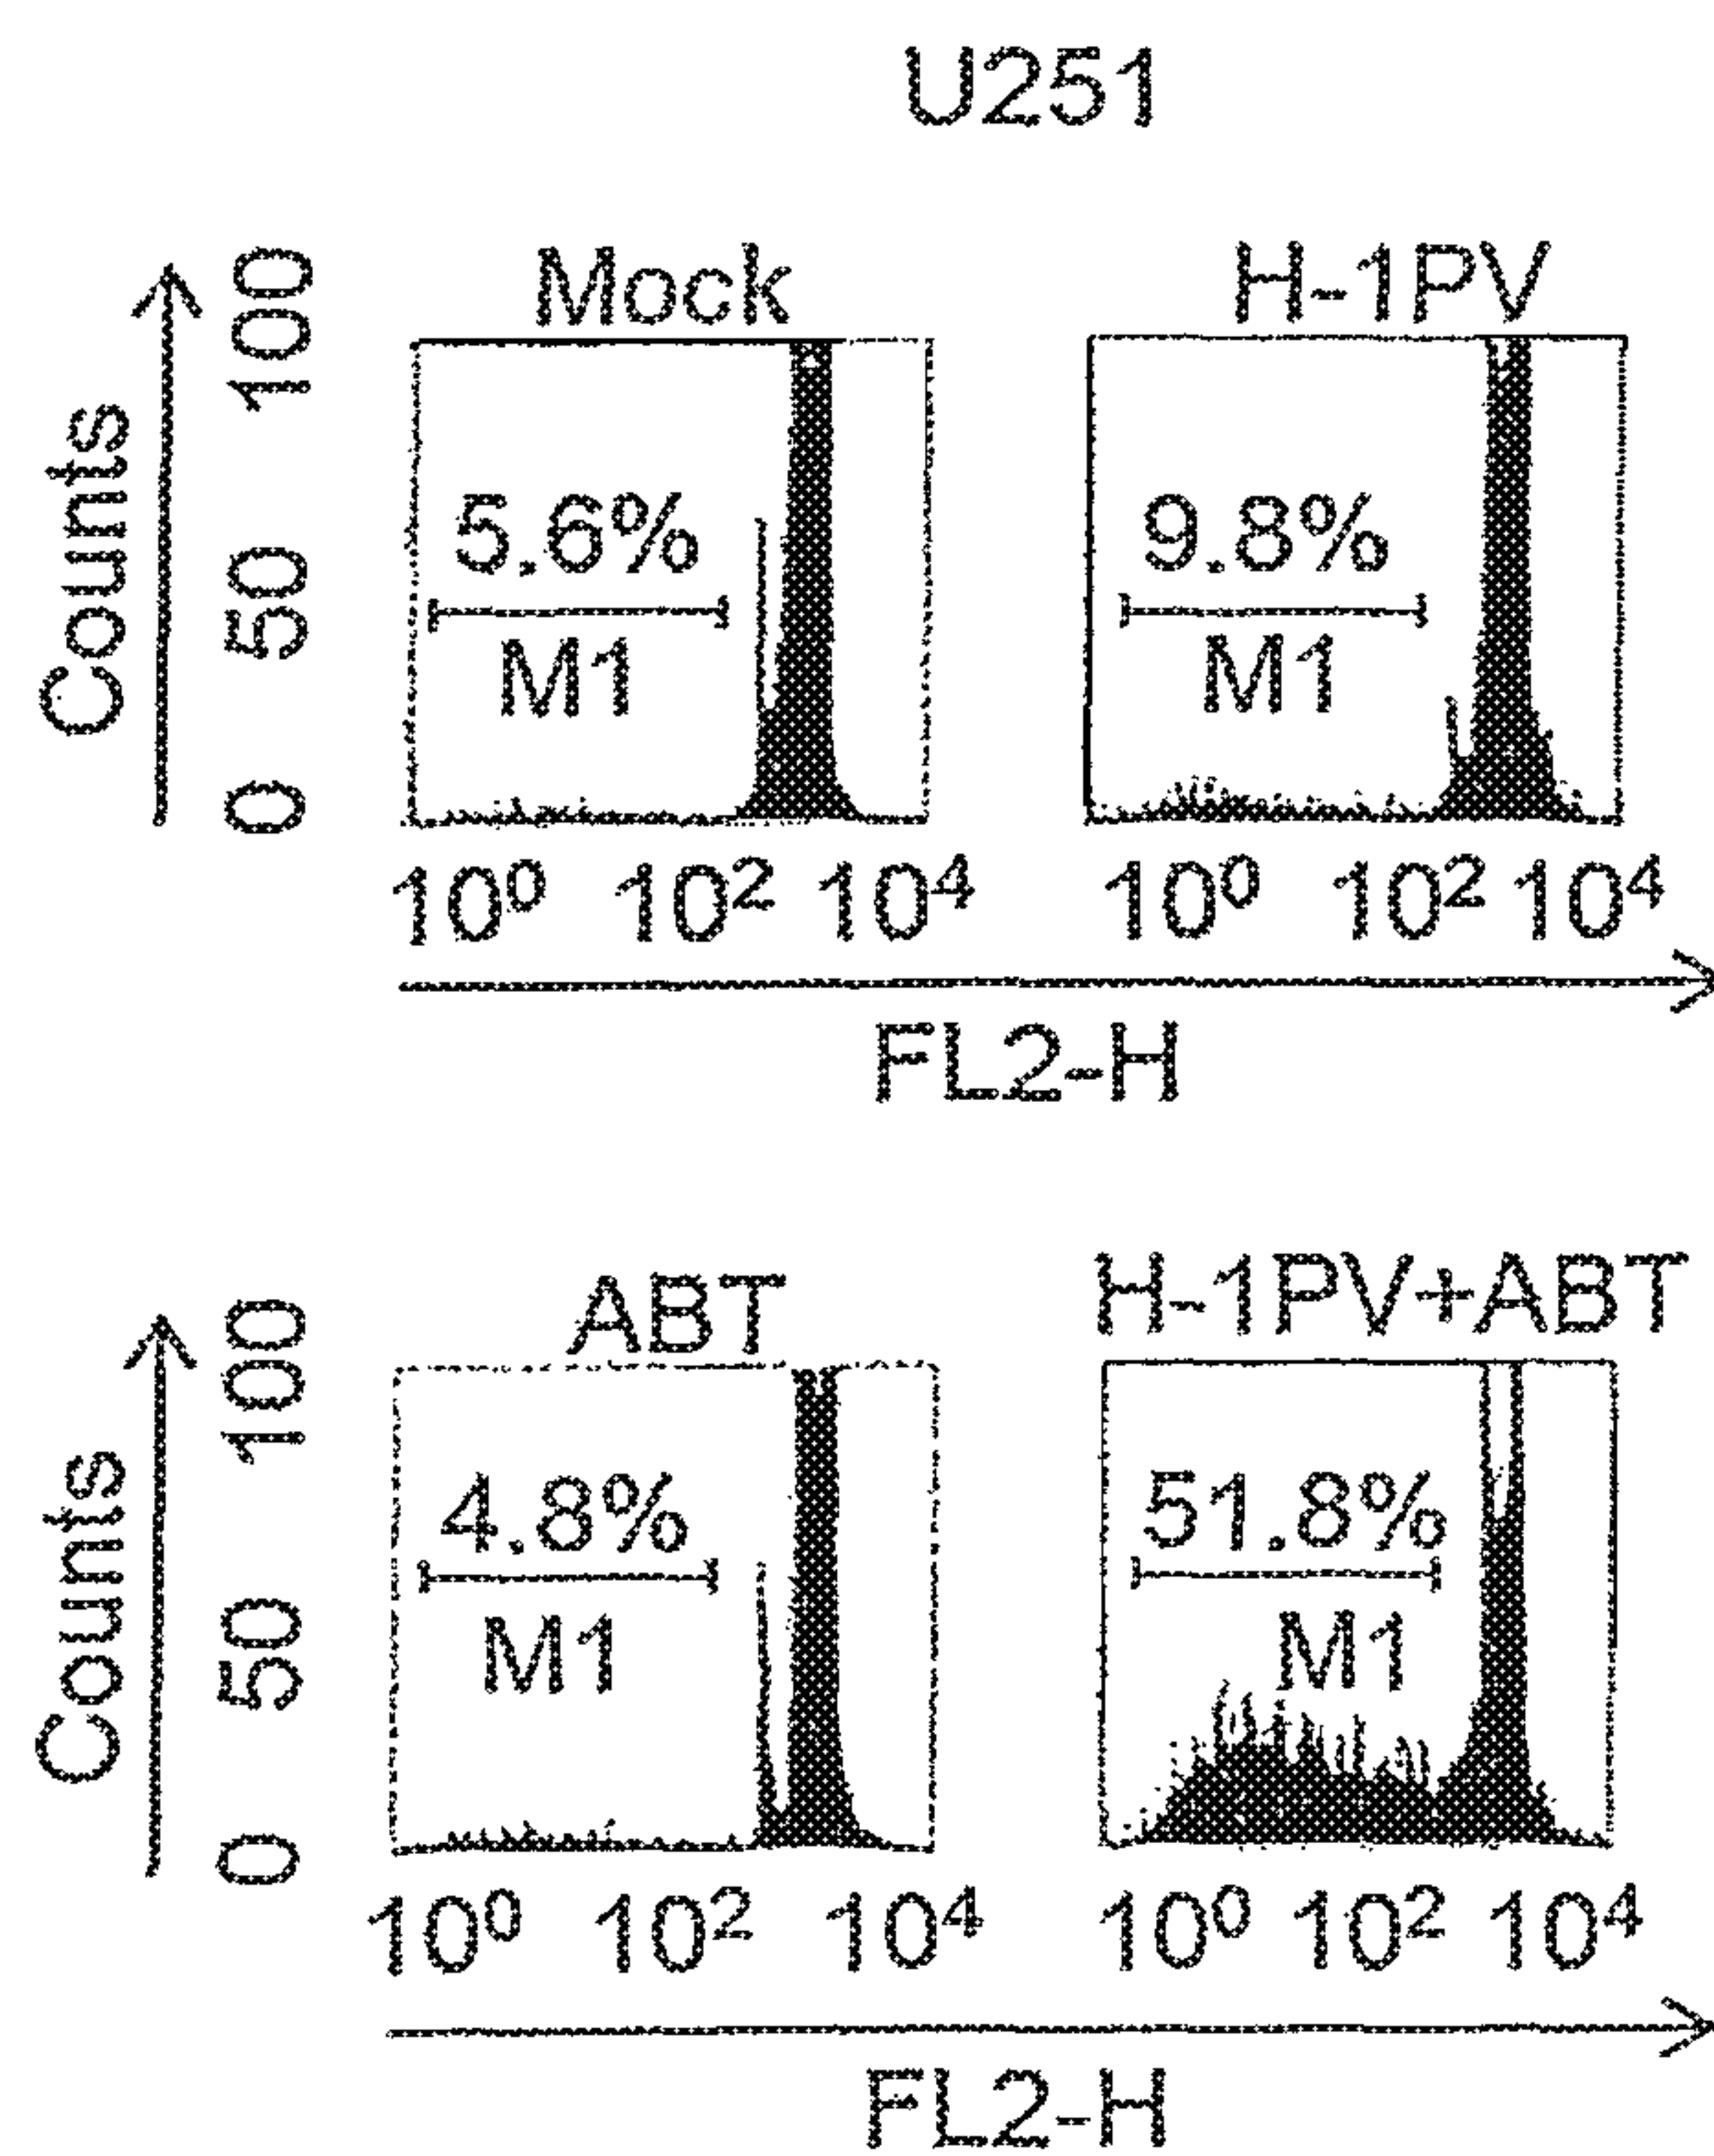 U251
Mock H-1PV
Counts
0 50 100
5.6% 9.8%
M1 M1
10⁰ 10² 10⁴ 10⁰ 10² 10⁴
FL2-H
ABT H-1PV+ABT
Counts
0 50 100
4.8% 51.8%
M1 M1
10⁰ 10² 10⁴ 10⁰ 10² 10⁴
FL2-H